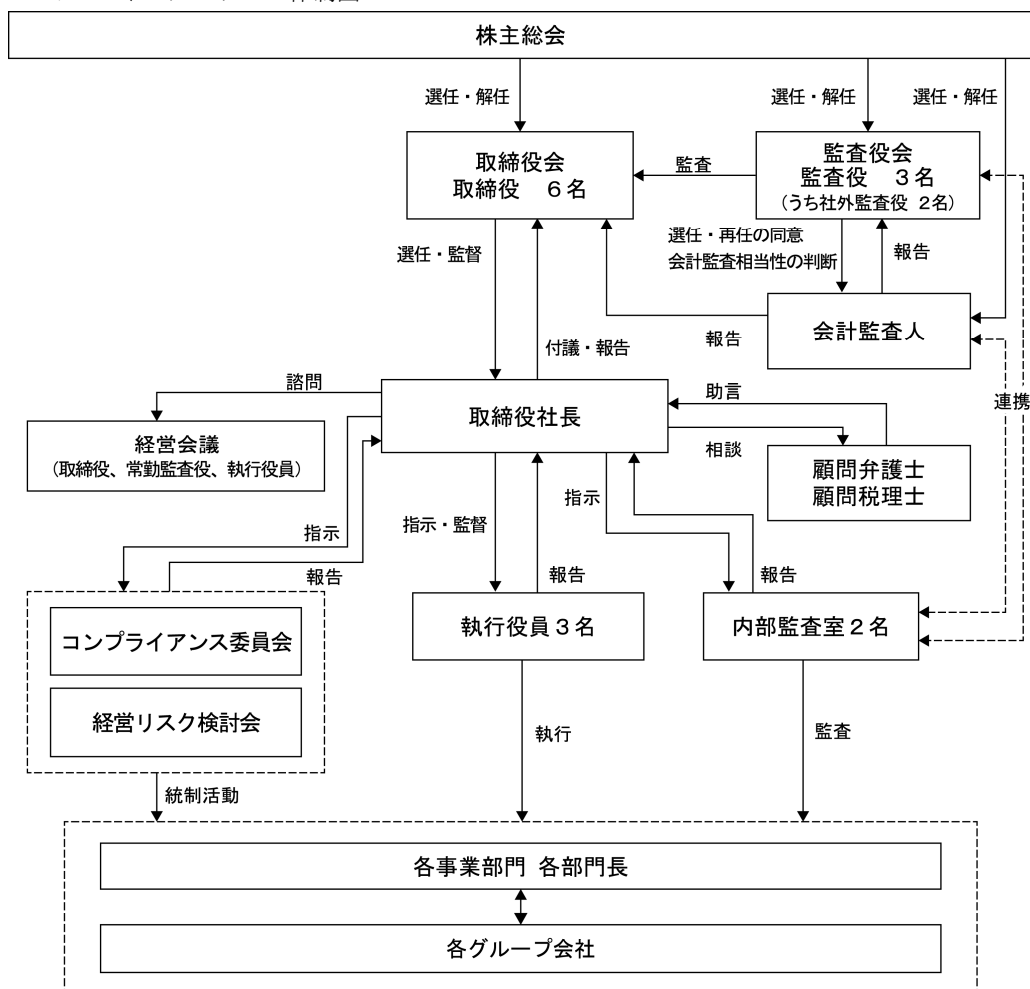 株主総会
選任・解任
選任・解任
選任・解任
取締役会
取締役 6名
監査
監査役会
監査役 3名
(うち社外監査役 2名)
選任・監督
選任・再任の同意
会計監査相当性の判断
報告
会計監査人
報告
付議・報告
諮問
取締役社長
助言
連携
経営会議
(取締役、常勤監査役、執行役員)
相談
顧問弁護士
顧問税理士
指示
指示・監督
指示
報告
報告
報告
コンプライアンス委員会
執行役員3名
内部監査室2名
経営リスク検討会
執行
監査
統制活動
各事業部門 各部門長
各グループ会社